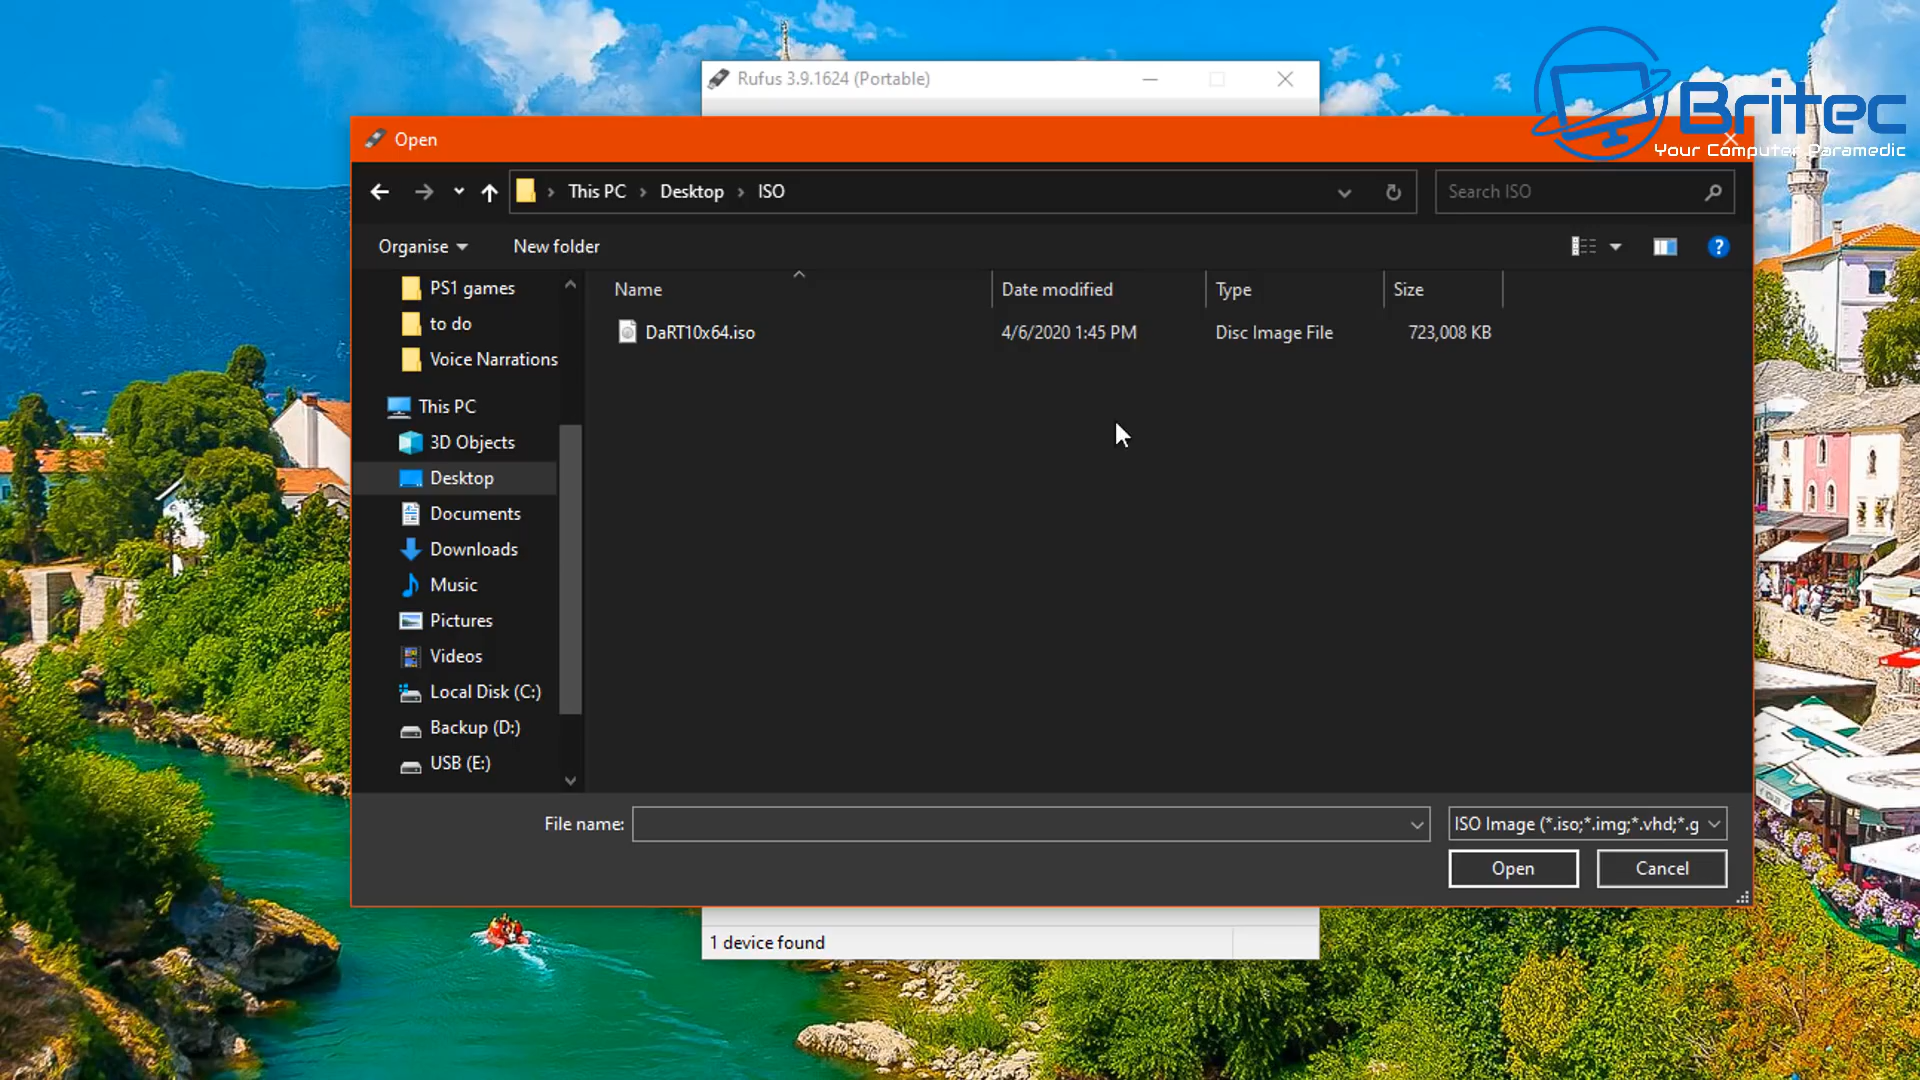 Rufus 3.9.1624 (Portable)
Britec
Your Computer Paramedic
Open
This PC
Desktop
ISO
Search ISO
Organise
New folder
?
PS1 games
to do
Voice Narrations
This PC
3D Objects
Desktop
Documents
Downloads
Music
Pictures
Videos
Local Disk (C:)
Backup (D:)
USB (E:)
Name
Date modified
Type
Size
DaRT10x64.iso
4/6/2020 1:45 PM
Disc Image File
723,008 KB
File name:
ISO Image (*.iso;*.img;*.vhd;*.g
Open
Cancel
1 device found